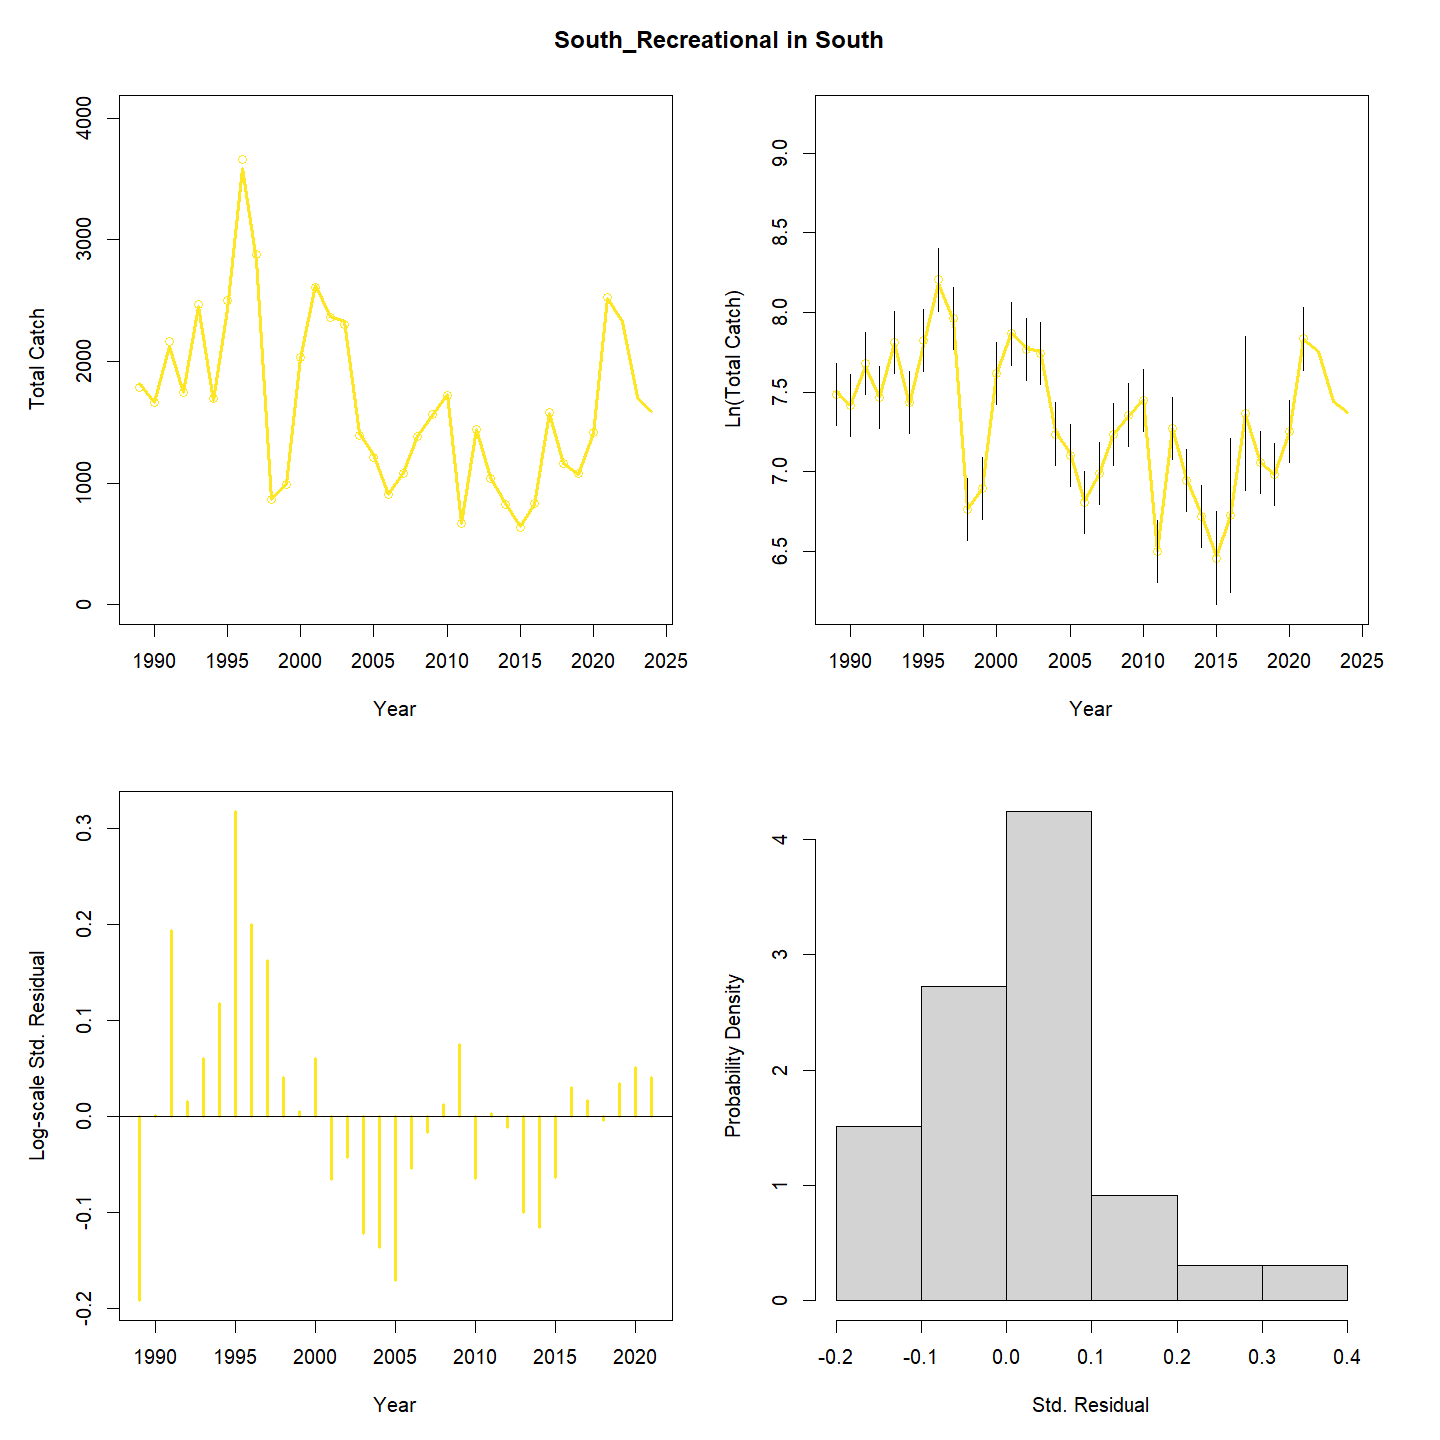 South_Recreational in South
Total Catch
4000
3000
2000
1000
0
1990 1995 2000 2005 2010 2015 2020 2025
Year
Ln(Total Catch)
9.0
8.5
8.0
7.5
7.0
6.5
1990 1995 2000 2005 2010 2015 2020 2025
Year
Log-scale Std. Residual
0.3
0.2
0.1
0.0
-0.1
-0.2
1990 1995 2000 2005 2010 2015 2020
Year
Probability Density
4
3
2
1
0
-0.2 -0.1 0.0 0.1 0.2 0.3 0.4
Std. Residual